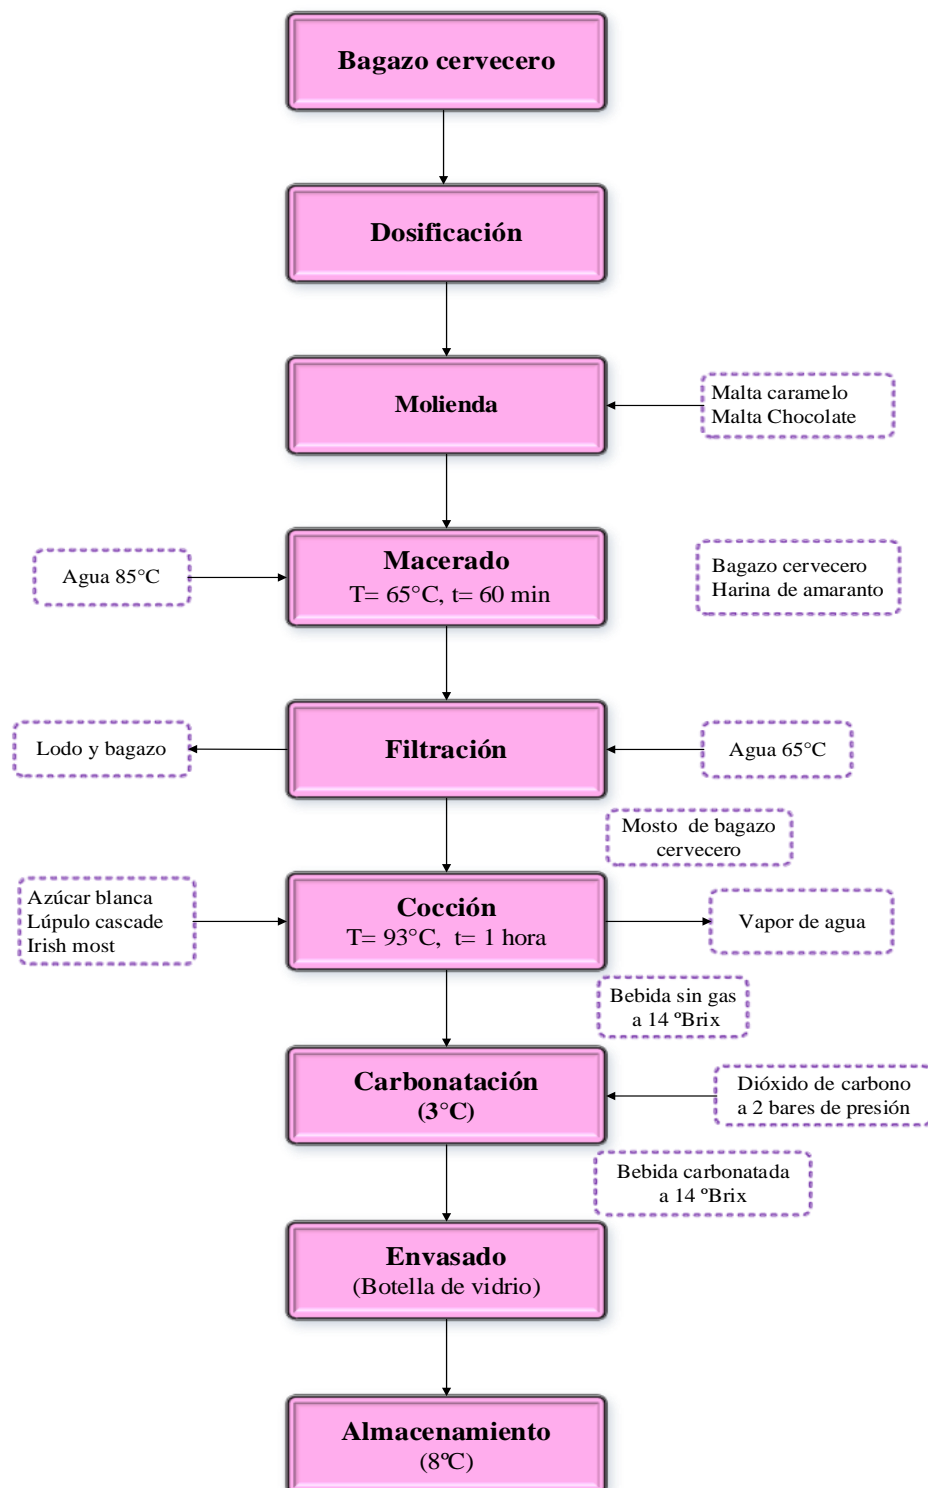 Bagazo cervecero
Dosificación
Molienda
Malta caramelo
Malta Chocolate
Agua 85°C
Macerado
T= 65°C, t= 60 min
Bagazo cervecero
Harina de amaranto
Lodo y bagazo
Filtración
Agua 65°C
Mosto de bagazo
cervecero
Azúcar blanca
Lúpulo cascade
Irish most
Cocción
T= 93°C, t= 1 hora
Vapor de agua
Bebida sin gas
a 14 ºBrix
Carbonatación
(3°C)
Dióxido de carbono
a 2 bares de presión
Bebida carbonatada
a 14 ºBrix
Envasado
(Botella de vidrio)
Almacenamiento
(8ºC)